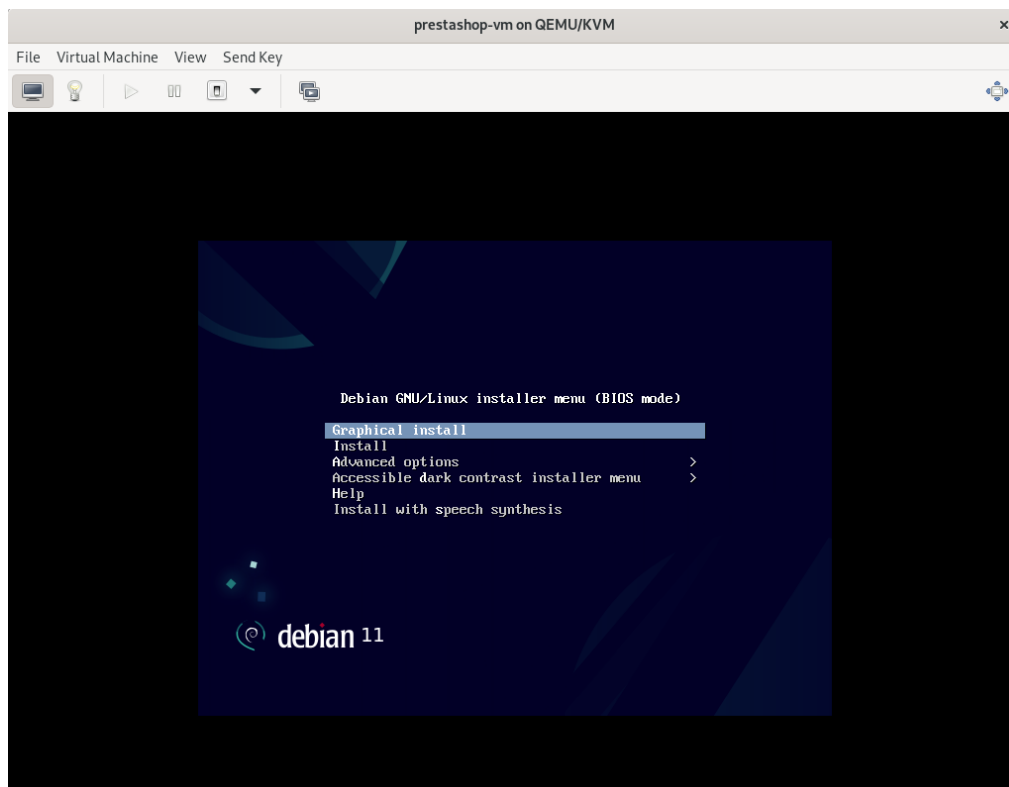 prestashop-vm on QEMU/KVM
File Virtual Machine View Send Key
Debian GNU/Linux installer menu (BIOS mode)
Graphical install
Install
Advanced options >
Accessible dark contrast installer menu >
Help
Install with speech synthesis
debian 11